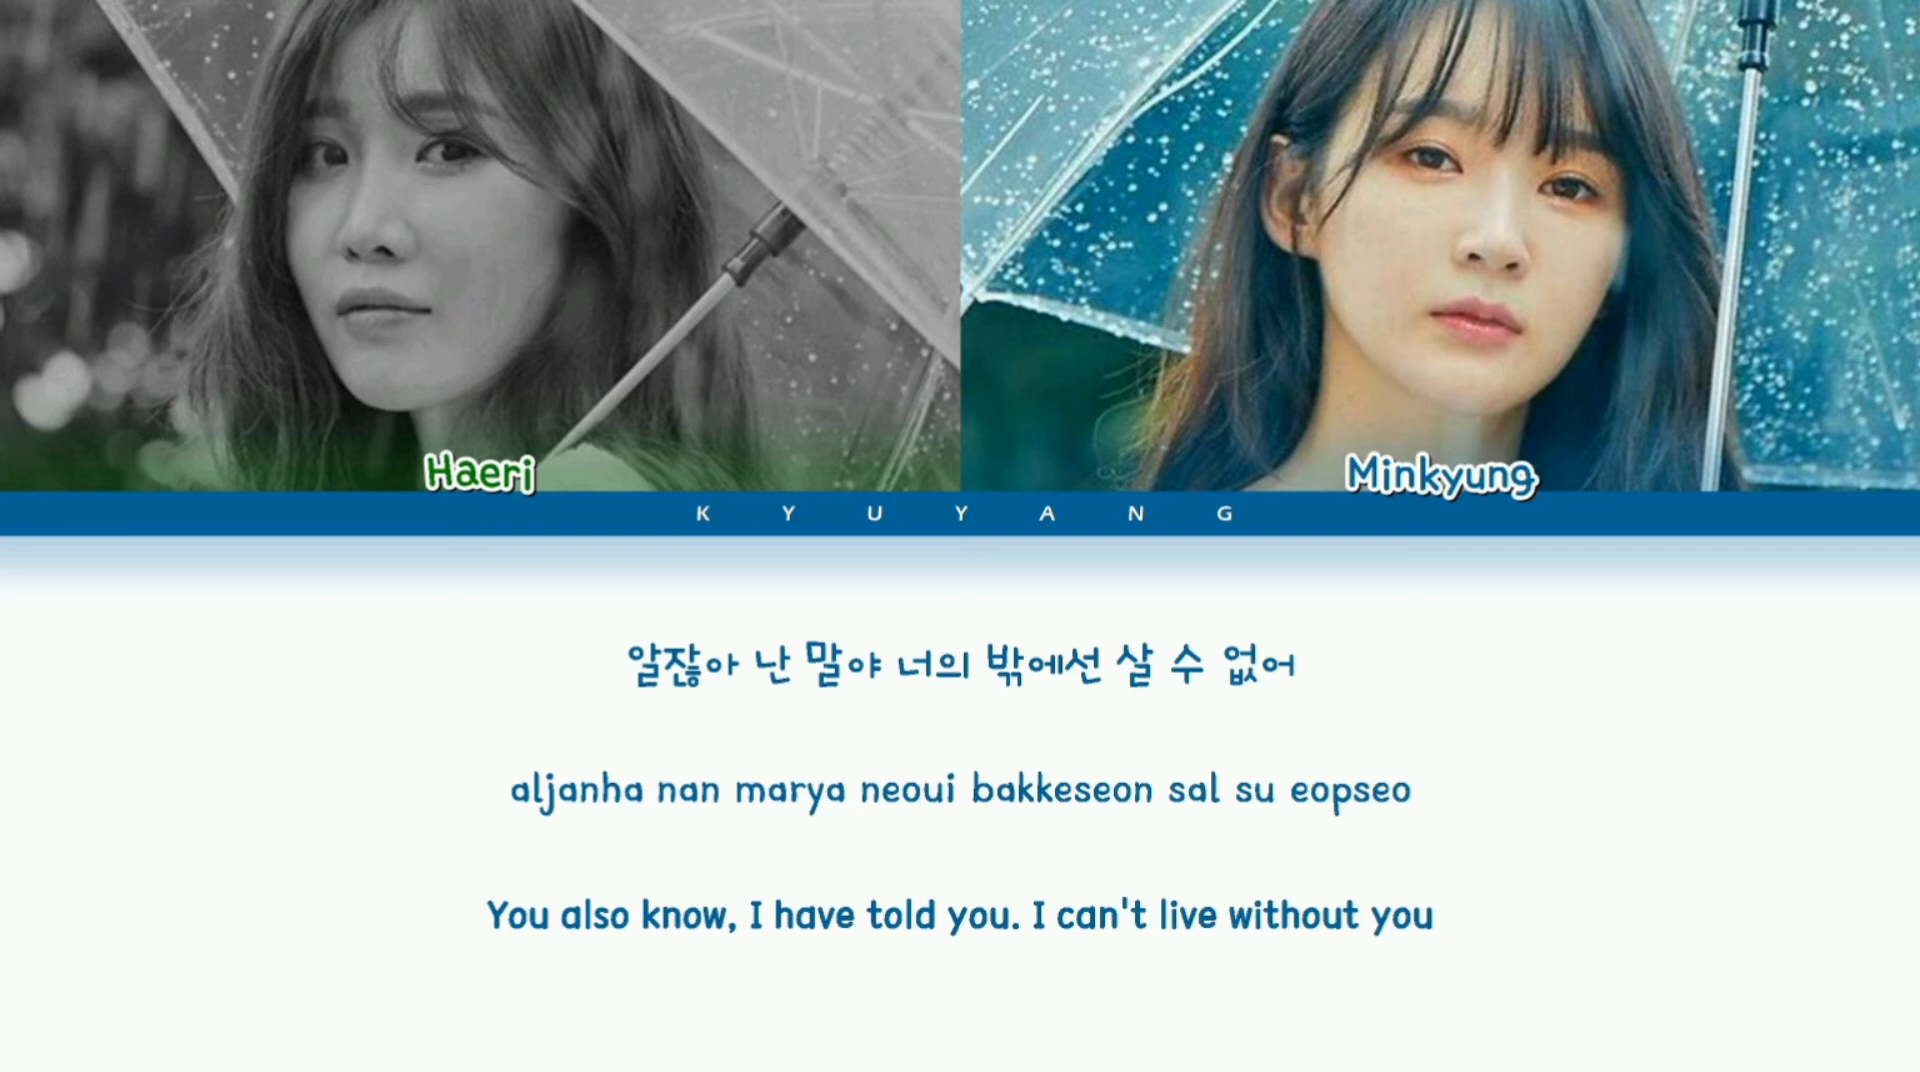 Haeri
Minkyung
K Y U Y A N G
알잖아 난 말야 너의 밖에선 살 수 없어
aljanha nan marya neoui bakkeseon sal su eopseo
You also know, I have told you. I can't live without you